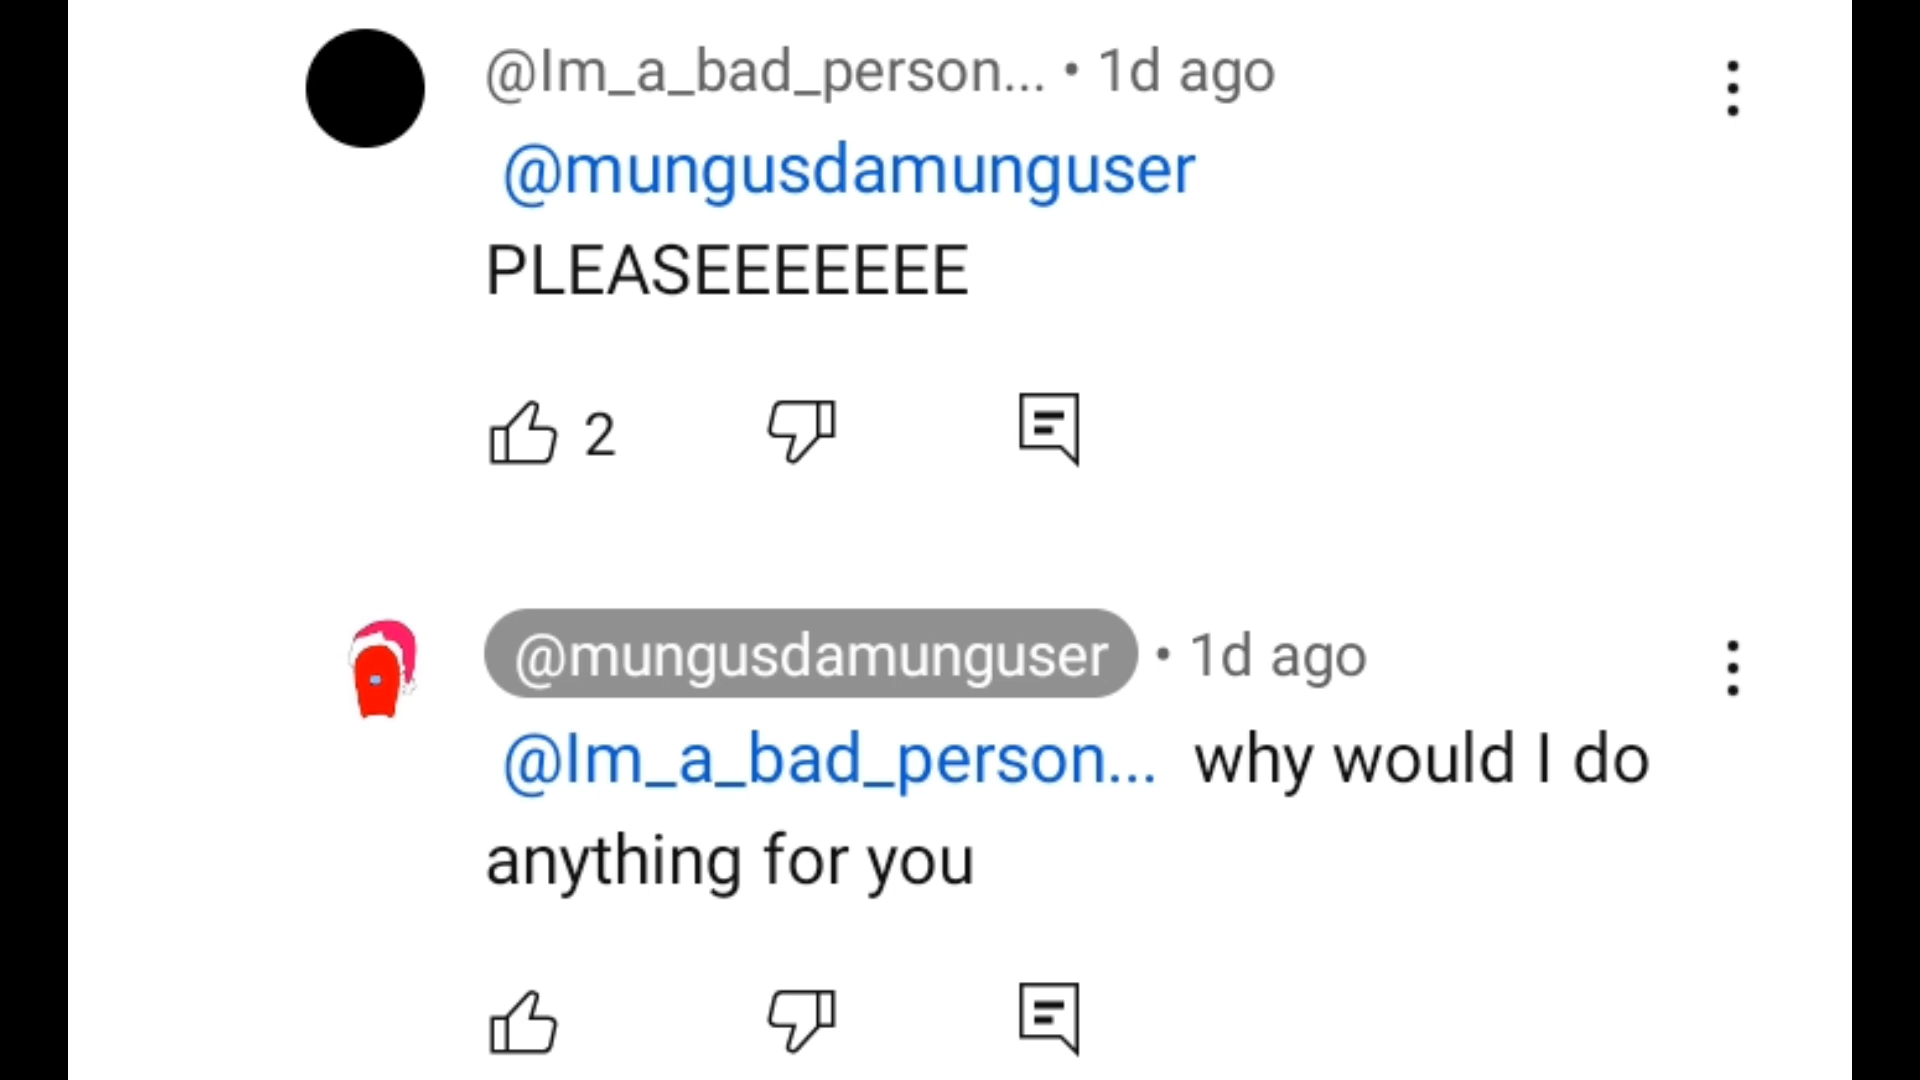 @Im_a_bad_person... • 1d ago
@mungusdamunguser
PLEASEEEEEEE
2
@mungusdamunguser • 1d ago
@Im_a_bad_person... why would I do
anything for you